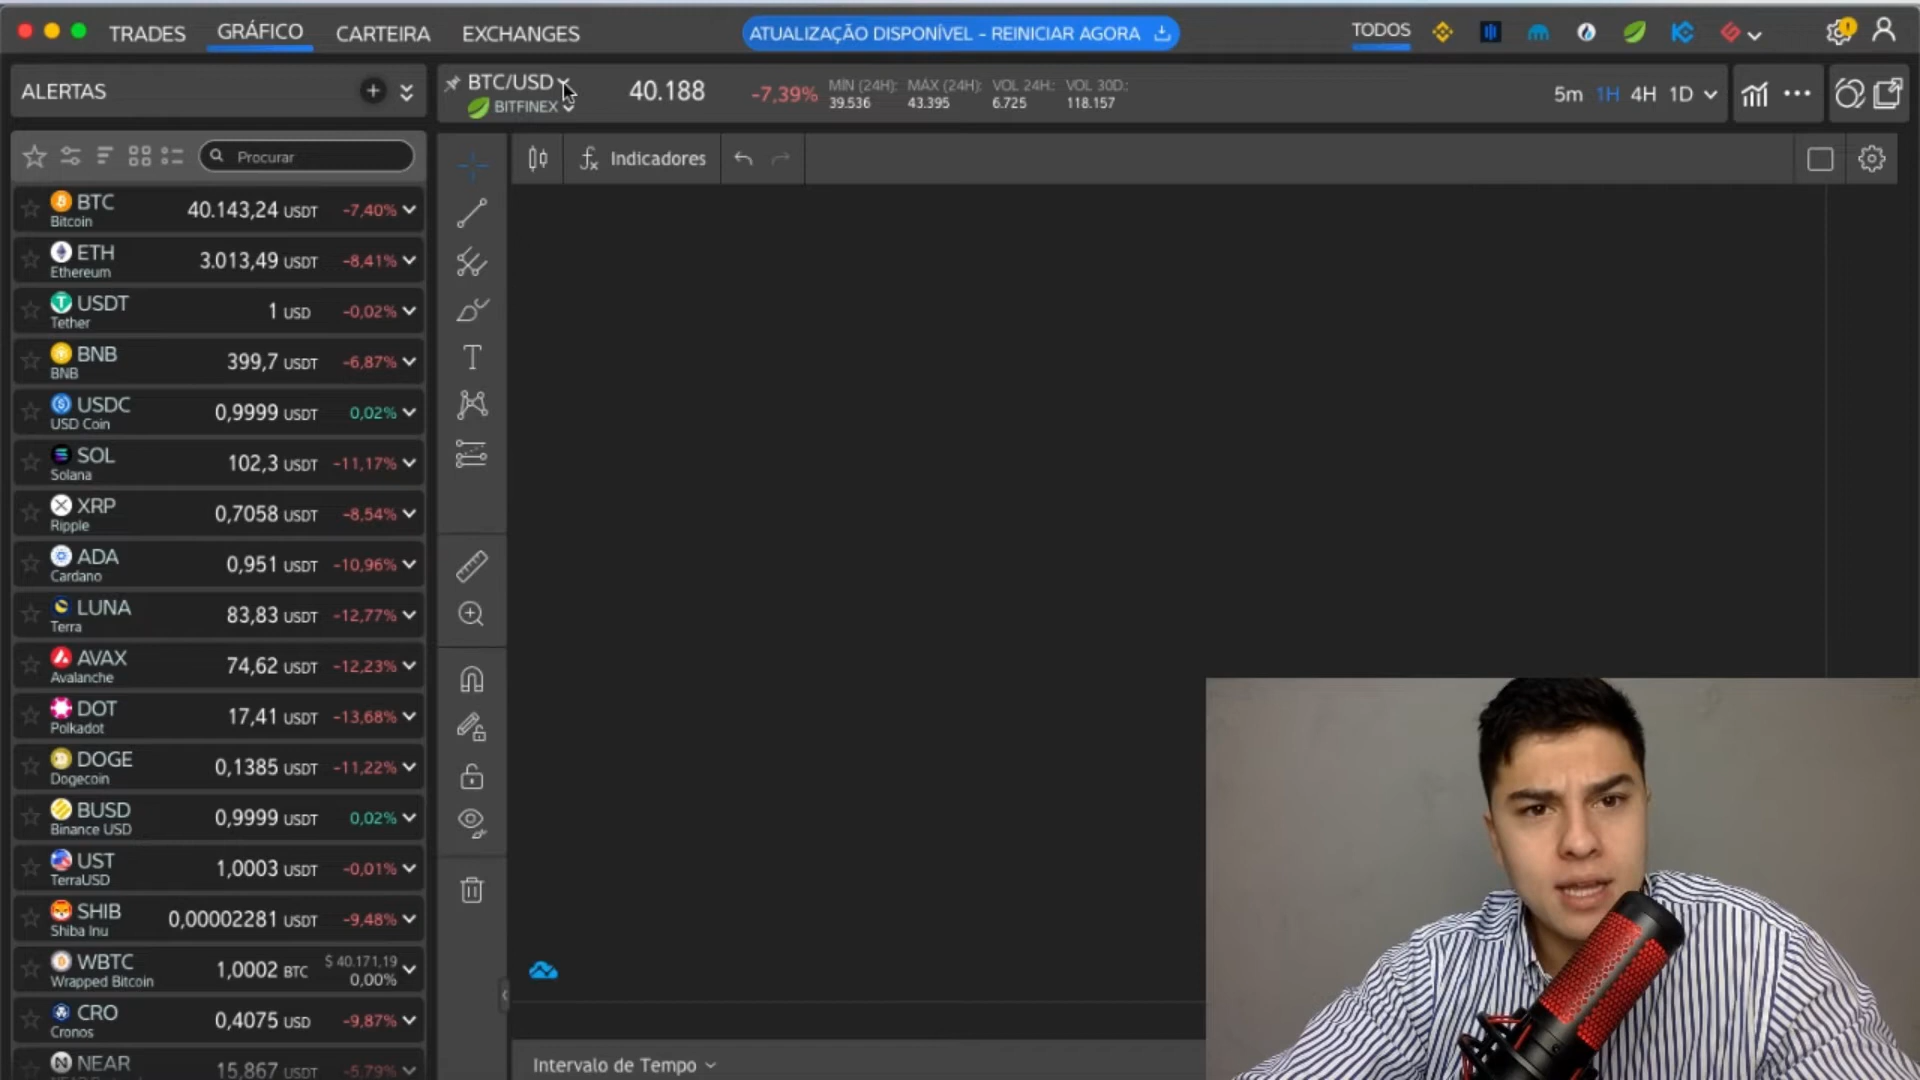 TRADES GRÁFICO CARTEIRA EXCHANGES ATUALIZAÇÃO DISPONÍVEL - REINICIAR AGORA TODOS
ALERTAS
BTC/USD
BITFINEX
40.188
-7,39%
MÍN (24H): MÁX (24H): VOL 24H: VOL 30D:
39.536 43.395 6.725 118.157
5m 1H 4H 1D
Procurar
Indicadores
BTC 40.143,24 USDT -7,40%
Bitcoin
ETH 3.013,49 USDT -8,41%
Ethereum
USDT 1 USD -0,02%
Tether
BNB 399,7 USDT -6,87%
BNB
USDC 0,9999 USDT 0,02%
USD Coin
SOL 102,3 USDT -11,17%
Solana
XRP 0,7058 USDT -8,54%
Ripple
ADA 0,951 USDT -10,96%
Cardano
LUNA 83,83 USDT -12,77%
Terra
AVAX 74,62 USDT -12,23%
Avalanche
DOT 17,41 USDT -13,68%
Polkadot
DOGE 0,1385 USDT -11,22%
Dogecoin
BUSD 0,9999 USDT 0,02%
Binance USD
UST 1,0003 USDT -0,01%
TerraUSD
SHIB 0,00002281 USDT -9,48%
Shiba Inu
WBTC 1,0002 BTC $ 40.171,19
Wrapped Bitcoin 0,00%
CRO 0,4075 USD -9,87%
Cronos
NEAR 15,867 USDT -5,79%
Intervalo de Tempo